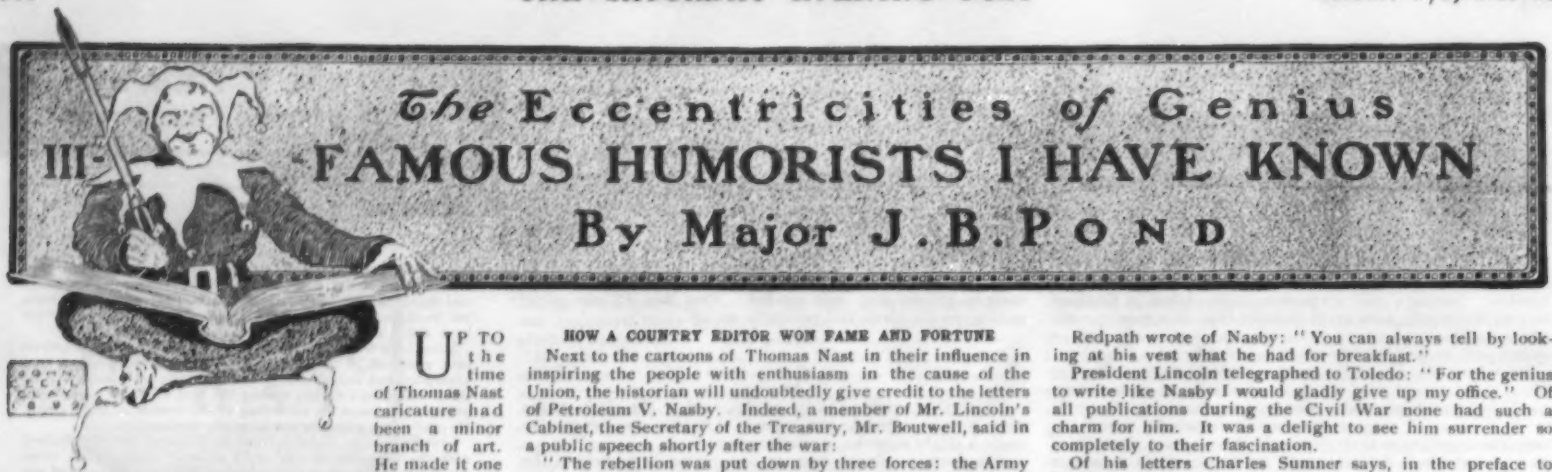 The Eccentricities of Genius
III- FAMOUS HUMORISTS I HAVE KNOWN
By Major J. B. POND
JOHN
CECIL
CLAY
UP TO
the
time
of Thomas Nast
caricature had
been a minor
branch of art.
He made it one
HOW A COUNTRY EDITOR WON FAME AND FORTUNE
Next to the cartoons of Thomas Nast in their influence in
inspiring the people with enthusiasm in the cause of the
Union, the historian will undoubtedly give credit to the letters
of Petroleum V. Nasby. Indeed, a member of Mr. Lincoln's
Cabinet, the Secretary of the Treasury, Mr. Boutwell, said in
a public speech shortly after the war:
"The rebellion was put down by three forces: the Army
Redpath wrote of Nasby: "You can always tell by look-
ing at his vest what he had for breakfast."
President Lincoln telegraphed to Toledo: "For the genius
to write like Nasby I would gladly give up my office." Of
all publications during the Civil War none had such a
charm for him. It was a delight to see him surrender so
completely to their fascination.
Of his letters Charles Sumner says, in the preface to